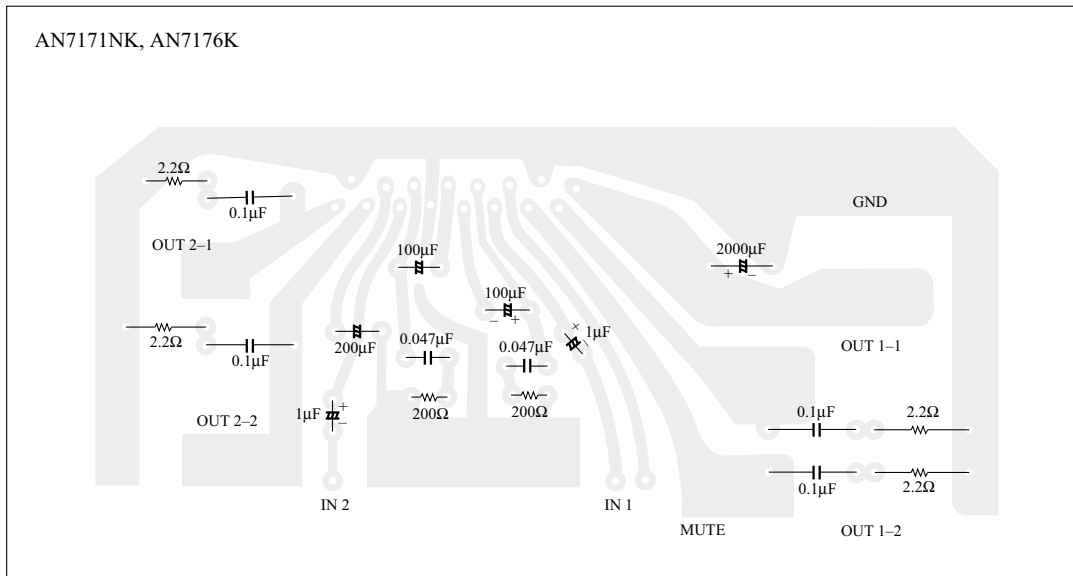 AN7171NK, AN7176K
2.2Ω
0.1μF
OUT 2–1
GND
100μF
2000μF
+ –
100μF
– +
2.2Ω
0.1μF
200μF
0.047μF
0.047μF
+ 1μF –
OUT 1–1
OUT 2–2
1μF
+
–
200Ω
200Ω
0.1μF
2.2Ω
0.1μF
2.2Ω
IN 2
IN 1
MUTE
OUT 1–2